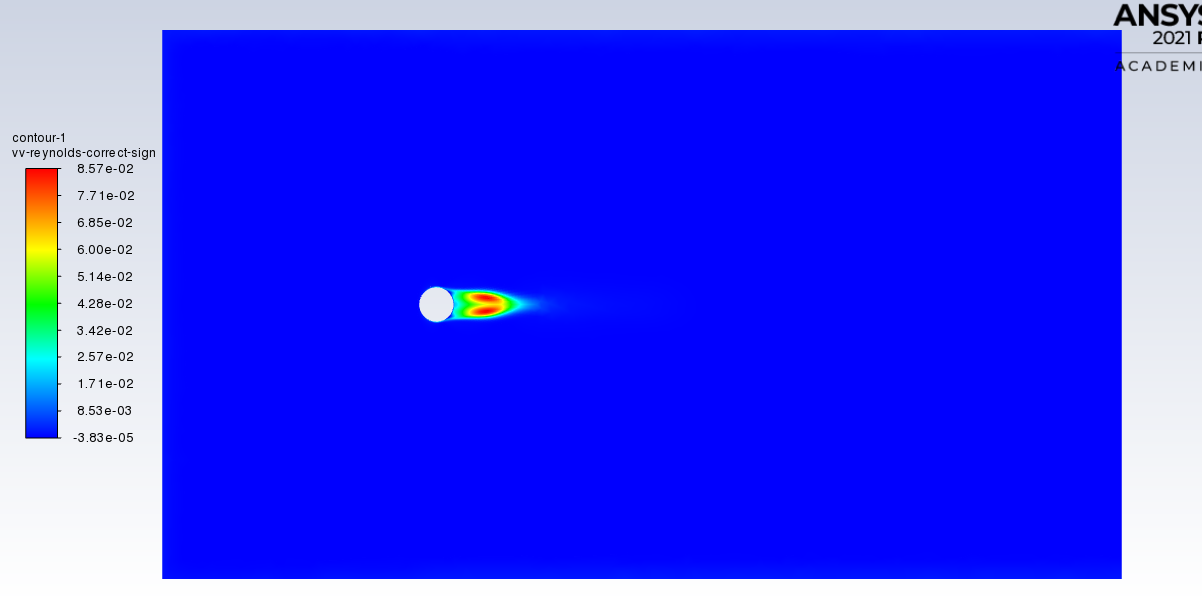 ANSYS
2021 R
ACADEMI
contour-1
vv-reynolds-correct-sign
8.57e-02
7.71e-02
6.85e-02
6.00e-02
5.14e-02
4.28e-02
3.42e-02
2.57e-02
1.71e-02
8.53e-03
-3.83e-05